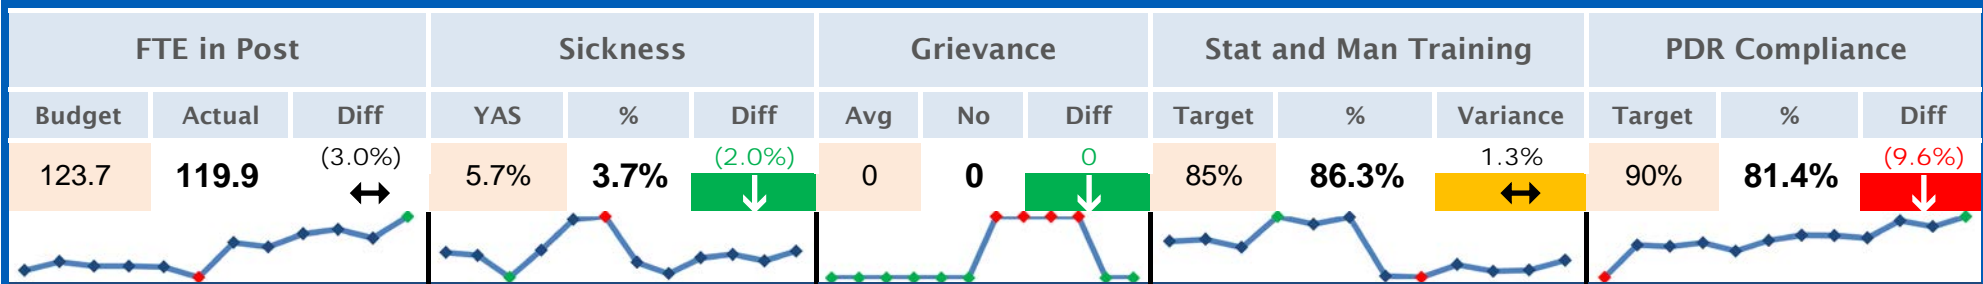 FTE in Post Sickness Grievance Stat and Man Training PDR Compliance
Budget Actual Diff YAS % Diff Avg No Diff Target % Variance Target % Diff
123.7 119.9 (3.0%) 5.7% 3.7% (2.0%) 0 0 0 85% 86.3% 1.3% 90% 81.4% (9.6%)